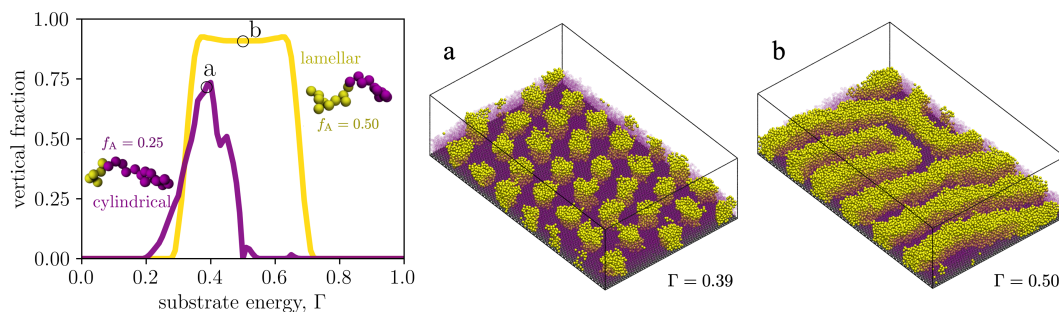 1.00
0.75
0.50
0.25
0.00
vertical fraction
0.0 0.2 0.4 0.6 0.8 1.0
substrate energy, Γ
b
a
lamellar
f_A = 0.50
f_A = 0.25
cylindrical
a
Γ = 0.39
b
Γ = 0.50